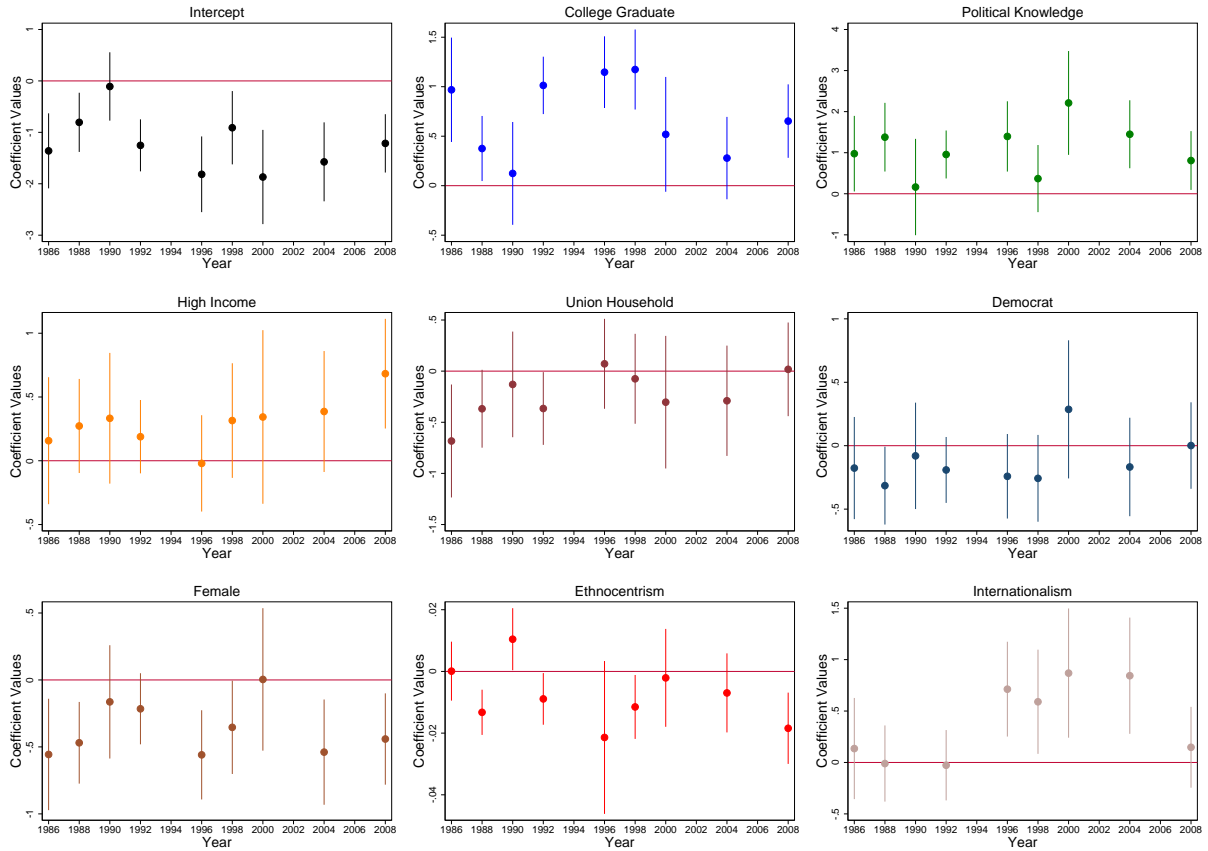 Intercept
Coefficient Values
1
0
-1
-2
-3
1986 1988 1990 1992 1994 1996 1998 2000 2002 2004 2006 2008
Year
College Graduate
Coefficient Values
1.5
1
.5
0
-.5
1986 1988 1990 1992 1994 1996 1998 2000 2002 2004 2006 2008
Year
Political Knowledge
Coefficient Values
4
3
2
1
0
-1
1986 1988 1990 1992 1994 1996 1998 2000 2002 2004 2006 2008
Year
High Income
Coefficient Values
1
.5
0
-.5
1986 1988 1990 1992 1994 1996 1998 2000 2002 2004 2006 2008
Year
Union Household
Coefficient Values
.5
0
-.5
-1
-1.5
1986 1988 1990 1992 1994 1996 1998 2000 2002 2004 2006 2008
Year
Democrat
Coefficient Values
1
.5
0
-.5
1986 1988 1990 1992 1994 1996 1998 2000 2002 2004 2006 2008
Year
Female
Coefficient Values
.5
0
-.5
-1
1986 1988 1990 1992 1994 1996 1998 2000 2002 2004 2006 2008
Year
Ethnocentrism
Coefficient Values
.02
0
-.02
-.04
1986 1988 1990 1992 1994 1996 1998 2000 2002 2004 2006 2008
Year
Internationalism
Coefficient Values
1.5
1
.5
0
-.5
1986 1988 1990 1992 1994 1996 1998 2000 2002 2004 2006 2008
Year